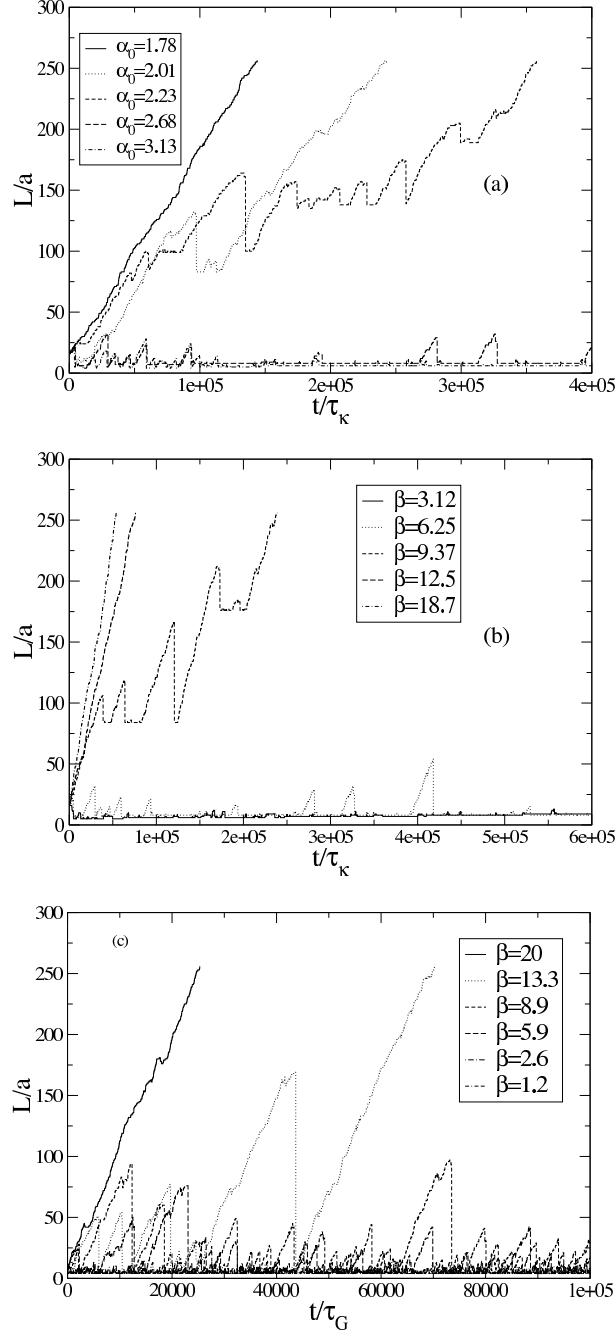 300
250
200
150
100
50
0
L/a
α₀=1.78
α₀=2.01
α₀=2.23
α₀=2.68
α₀=3.13
(a)
0 1e+05 2e+05 3e+05 4e+05
t/τκ
300
250
200
150
100
50
0
L/a
β=3.12
β=6.25
β=9.37
β=12.5
β=18.7
(b)
0 1e+05 2e+05 3e+05 4e+05 5e+05 6e+05
t/τκ
300
250
200
150
100
50
0
L/a
(c)
β=20
β=13.3
β=8.9
β=5.9
β=2.6
β=1.2
0 20000 40000 60000 80000 1e+05
t/τG